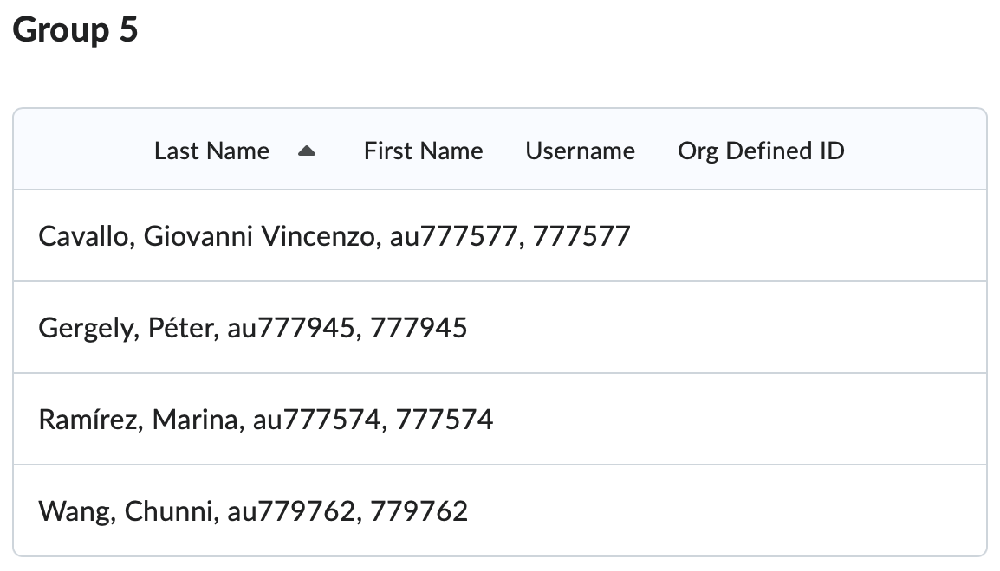 Group 5
Last Name First Name Username Org Defined ID
Cavallo, Giovanni Vincenzo, au777577, 777577
Gergely, Péter, au777945, 777945
Ramírez, Marina, au777574, 777574
Wang, Chunni, au779762, 779762